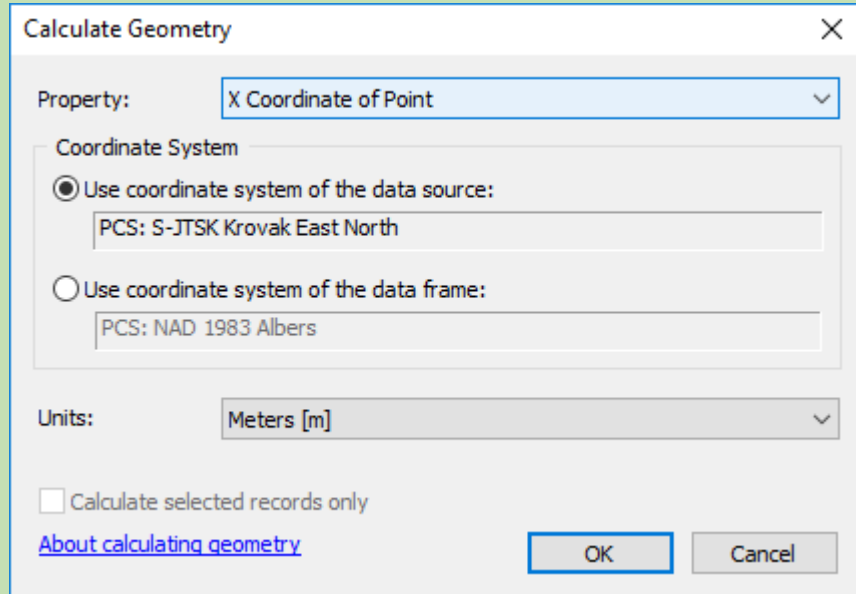 Calculate Geometry
Property: X Coordinate of Point
Coordinate System
Use coordinate system of the data source:
PCS: S-JTSK Krovak East North
Use coordinate system of the data frame:
PCS: NAD 1983 Albers
Units: Meters [m]
Calculate selected records only
About calculating geometry OK Cancel